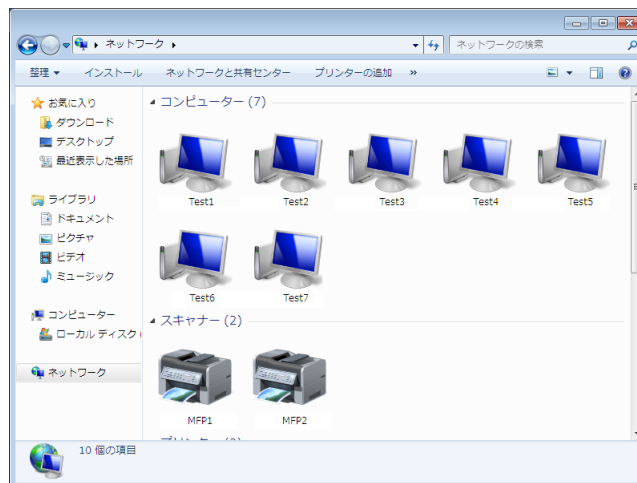 ネットワーク
ネットワークの検索
整理 インストール ネットワークと共有センター プリンターの追加 »
お気に入り
ダウンロード
デスクトップ
最近表示した場所
ライブラリ
ドキュメント
ピクチャ
ビデオ
ミュージック
コンピューター
ローカル ディスク (
ネットワーク
コンピューター (7)
Test1 Test2 Test3 Test4 Test5
Test6 Test7
スキャナー (2)
MFP1 MFP2
10 個の項目